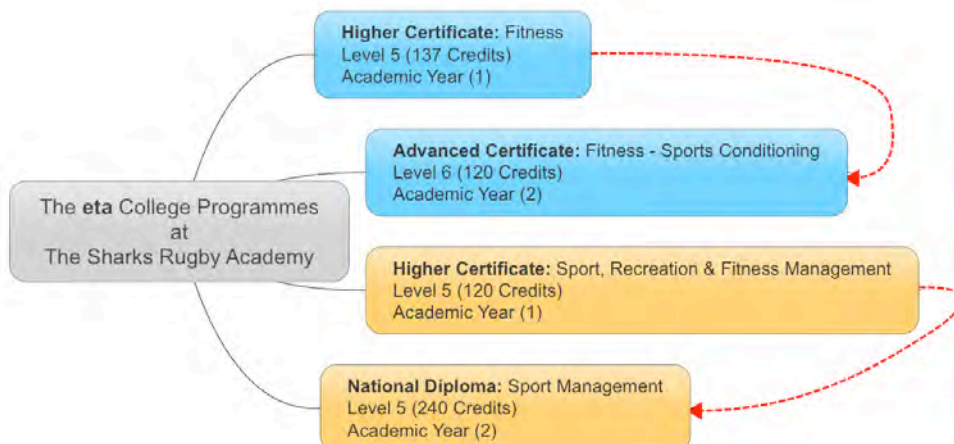 Higher Certificate: Fitness
Level 5 (137 Credits)
Academic Year (1)
Advanced Certificate: Fitness - Sports Conditioning
Level 6 (120 Credits)
Academic Year (2)
The eta College Programmes
at
The Sharks Rugby Academy
Higher Certificate: Sport, Recreation & Fitness Management
Level 5 (120 Credits)
Academic Year (1)
National Diploma: Sport Management
Level 5 (240 Credits)
Academic Year (2)